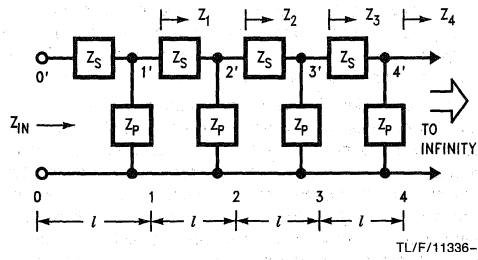 Z1 Z2 Z3 Z4
ZS ZS ZS ZS
0' 1' 2' 3' 4'
ZIN ZP ZP ZP ZP
TO
INFINITY
0 1 2 3 4
l l l l
TL/F/11336-